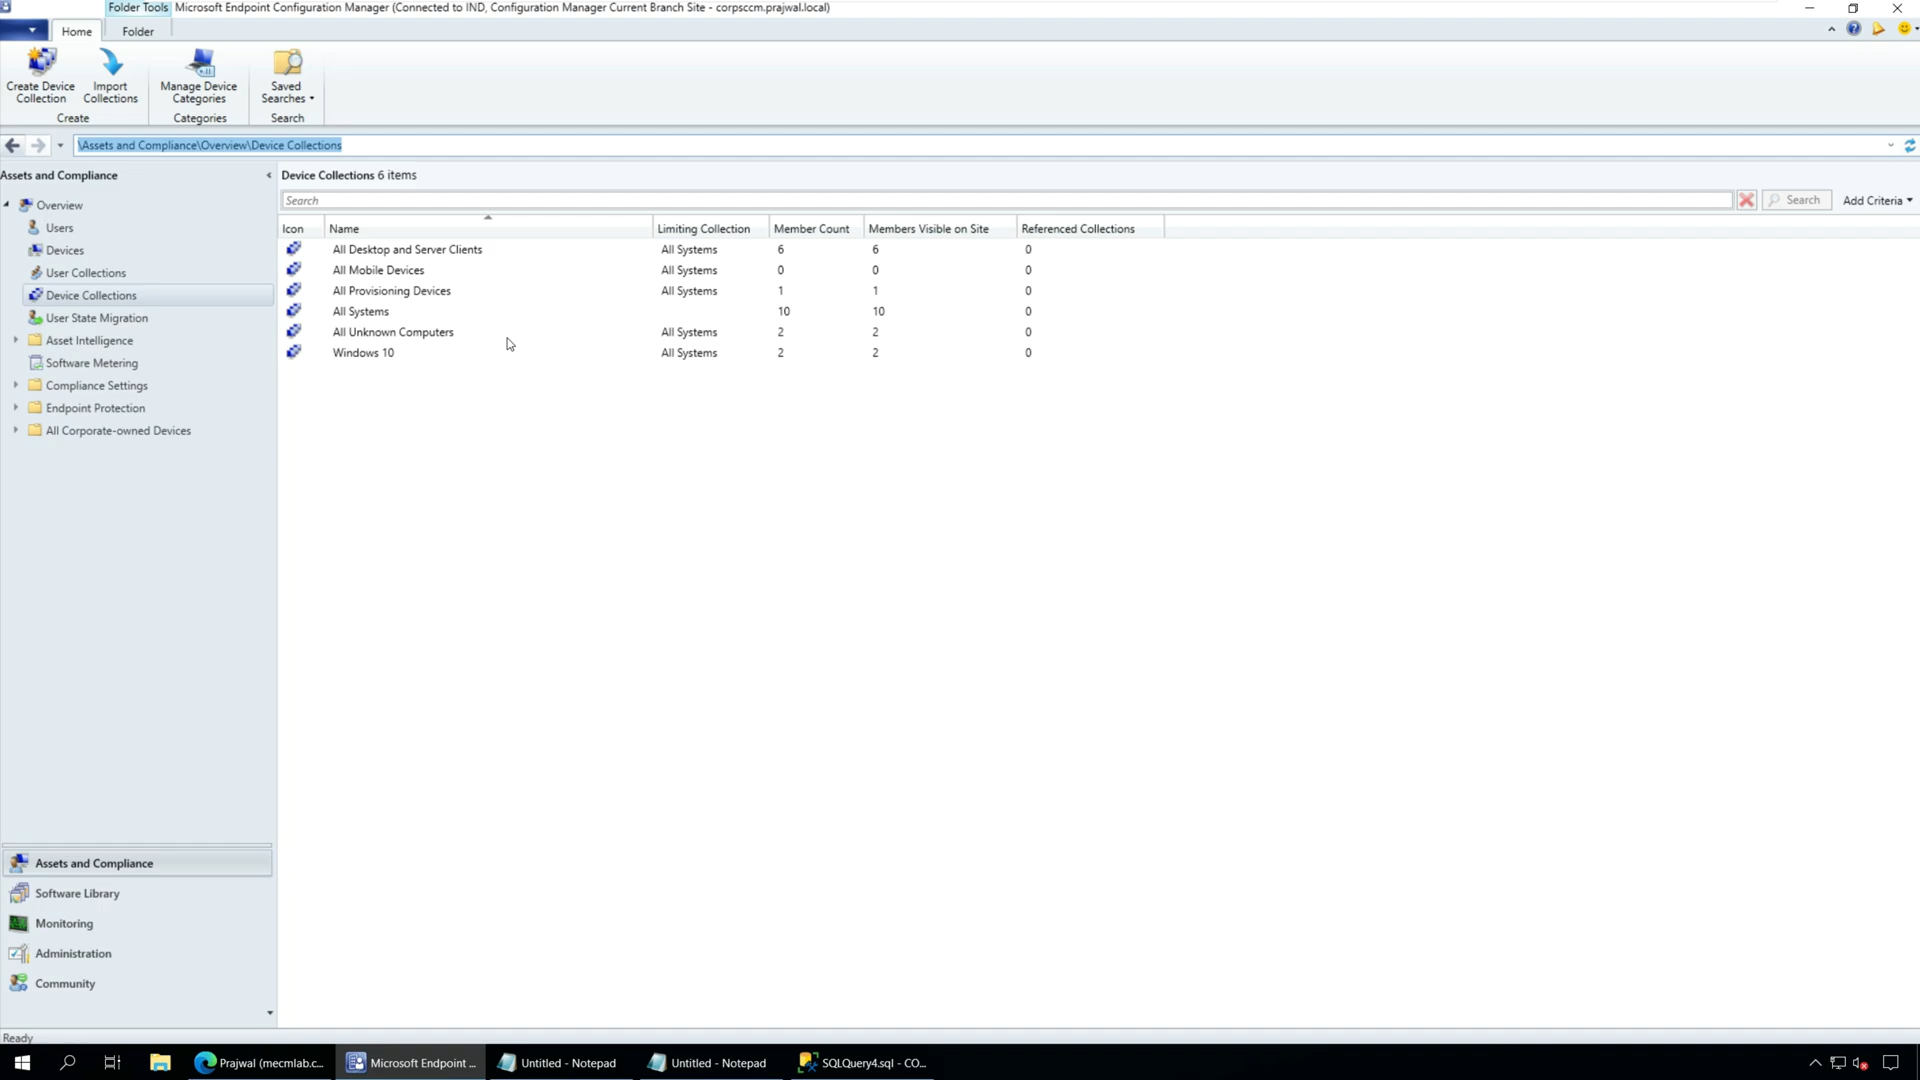 Folder Tools Microsoft Endpoint Configuration Manager (Connected to IND, Configuration Manager Current Branch Site - corpsccm.prajwal.local)
Home Folder
Create Device Collection Import Collections Manage Device Categories Saved Searches
Create Categories Search
\Assets and Compliance\Overview\Device Collections
Assets and Compliance
Overview
Users
Devices
User Collections
Device Collections
User State Migration
Asset Intelligence
Software Metering
Compliance Settings
Endpoint Protection
All Corporate-owned Devices
Assets and Compliance
Software Library
Monitoring
Administration
Community
Device Collections 6 items
Search Search Add Criteria
Icon Name Limiting Collection Member Count Members Visible on Site Referenced Collections
All Desktop and Server Clients All Systems 6 6 0
All Mobile Devices All Systems 0 0 0
All Provisioning Devices All Systems 1 1 0
All Systems 10 10 0
All Unknown Computers All Systems 2 2 0
Windows 10 All Systems 2 2 0
Ready
Prajwal (mecmlab.c... Microsoft Endpoint ... Untitled - Notepad Untitled - Notepad SQLQuery4.sql - CO...